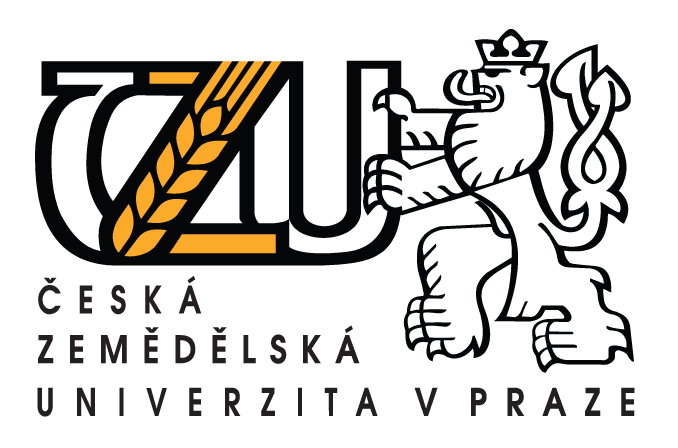 ČZU
ČESKÁ
ZEMĚDĚLSKÁ
UNIVERZITA V PRAZE